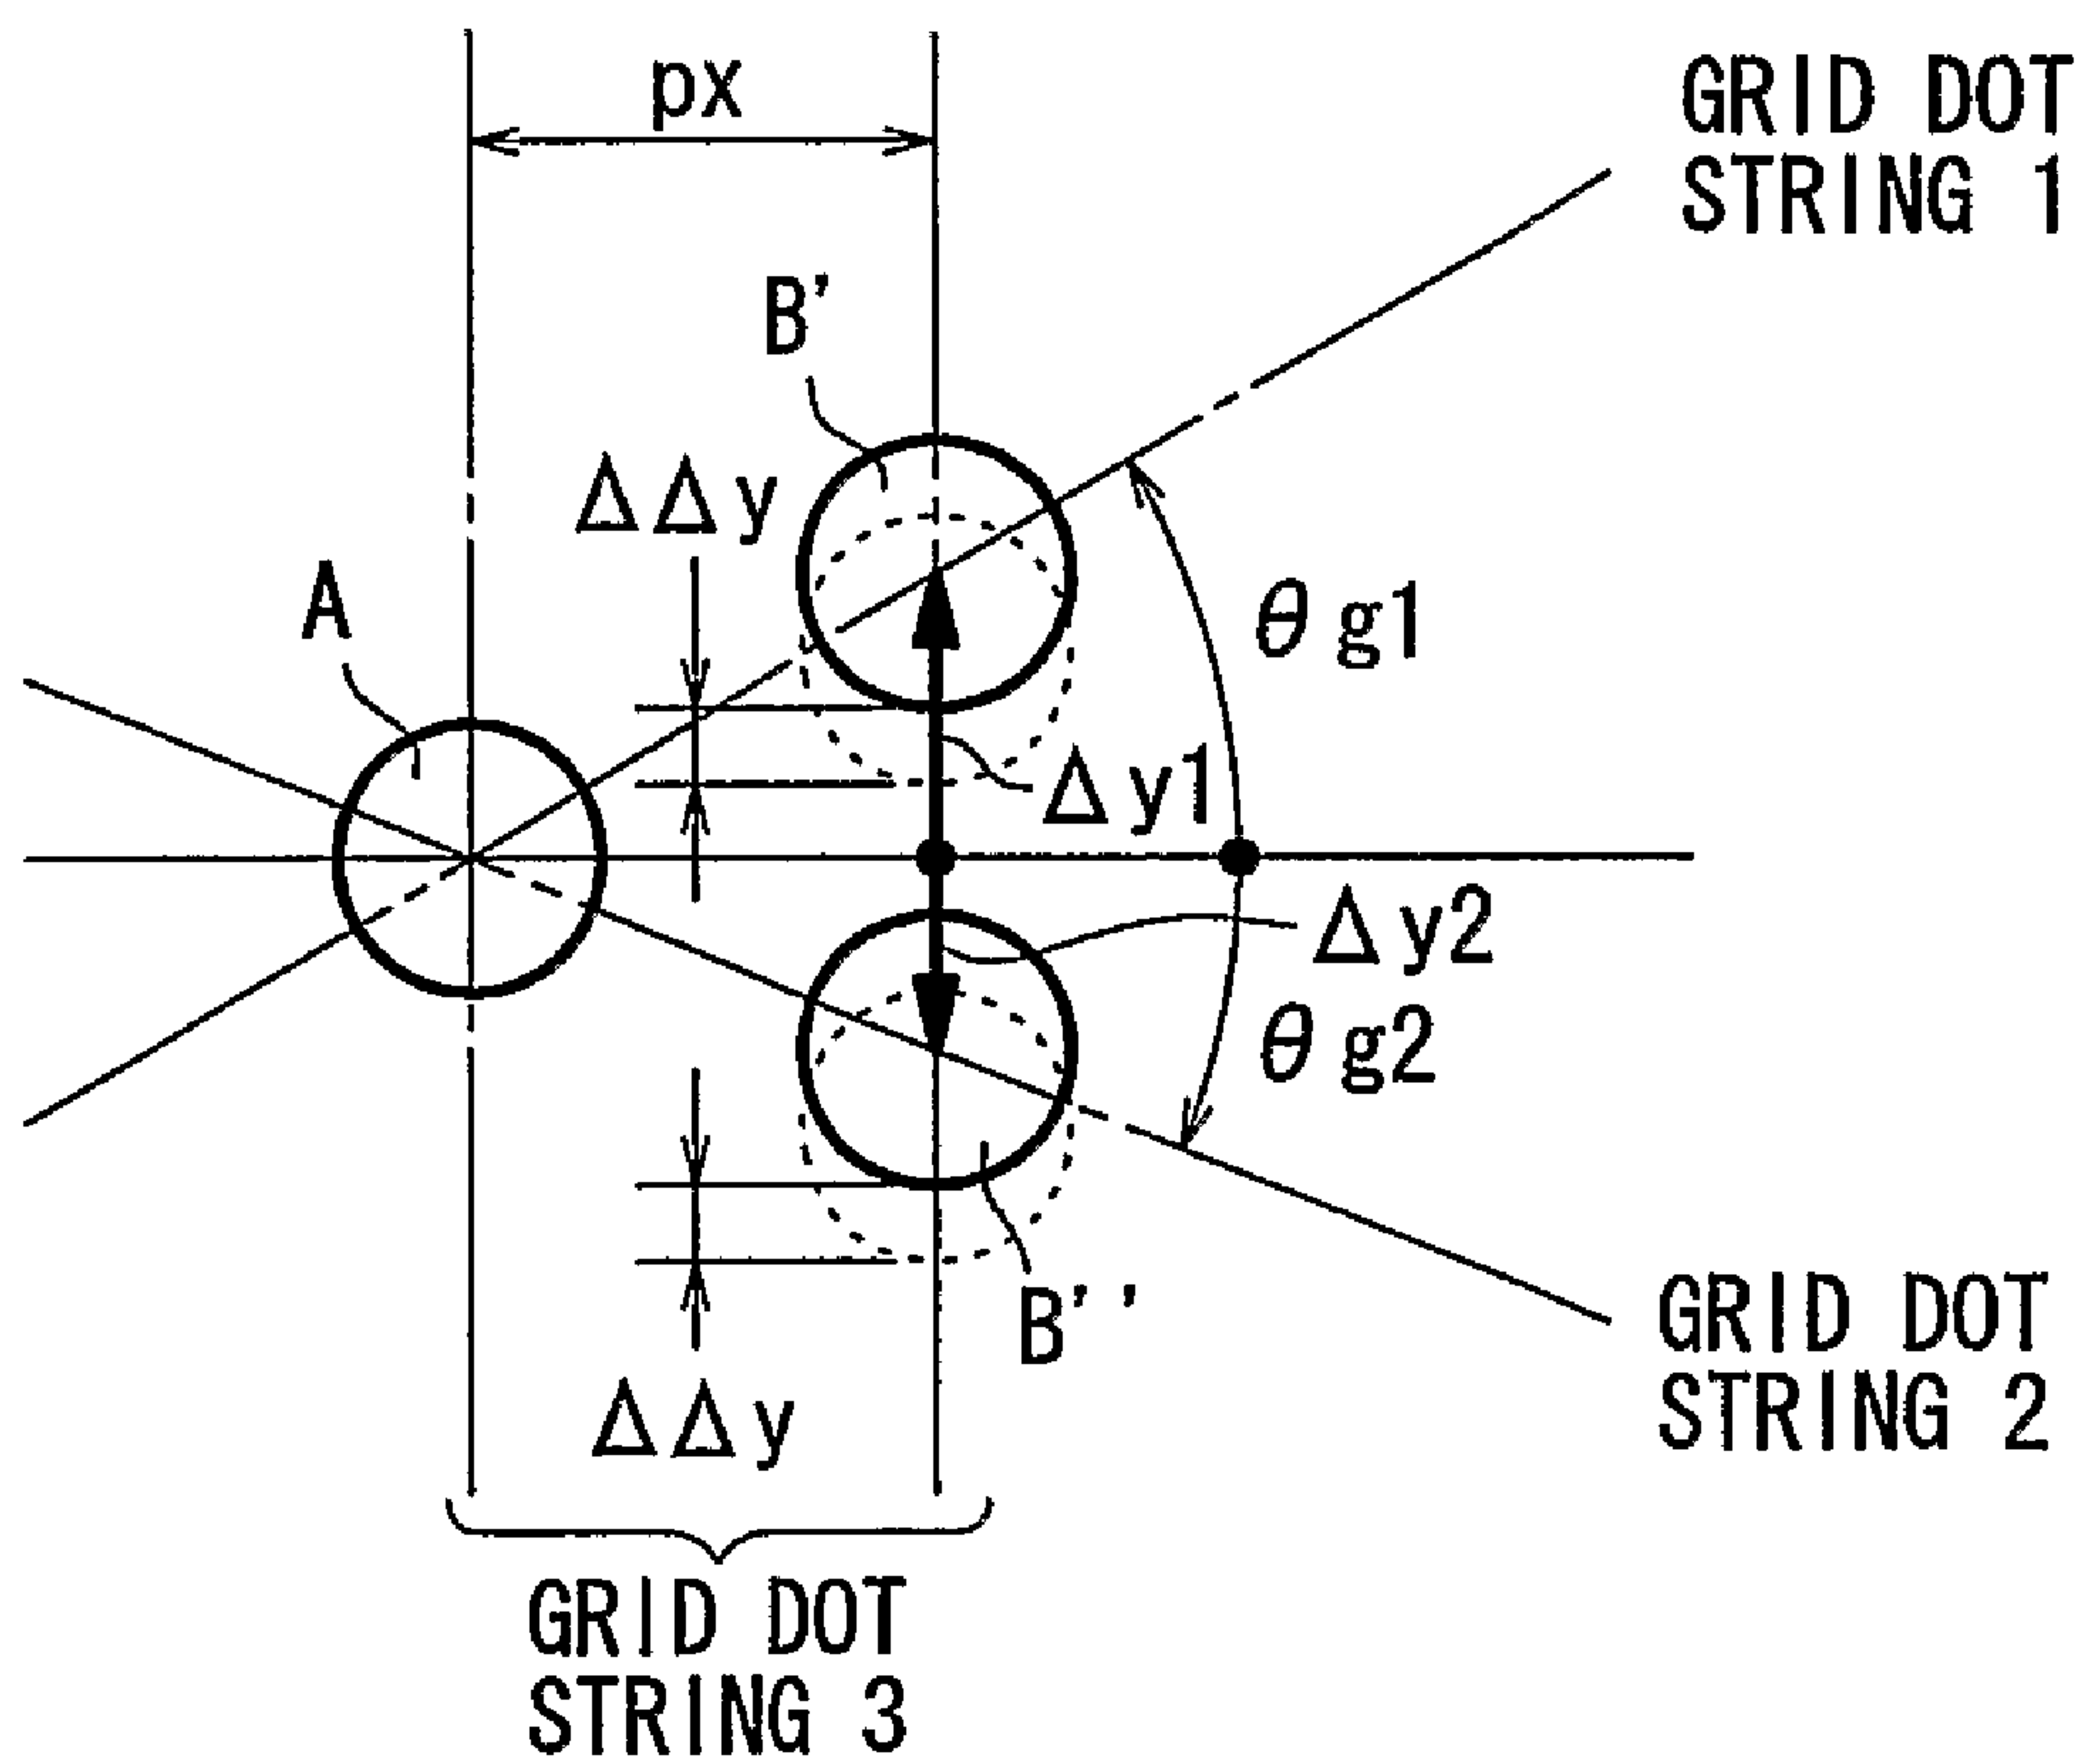 px
GRID DOT
STRING 1
B'
ΔΔy
A
θg1
Δy1
Δy2
θg2
B''
ΔΔy
GRID DOT
STRING 2
GRID DOT
STRING 3